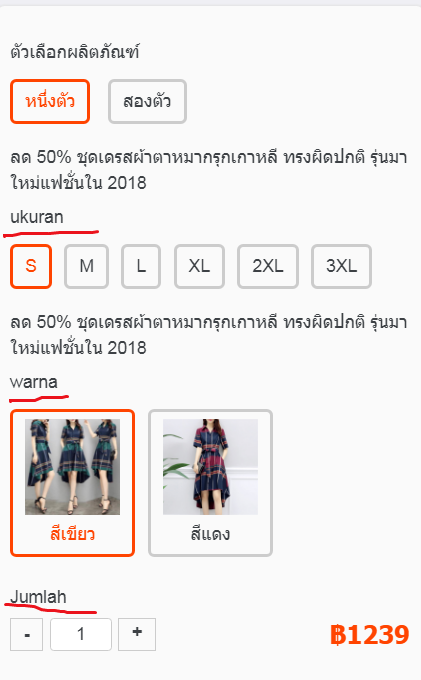 ตัวเลือกผลิตภัณฑ์
หนึ่งตัว สองตัว
ลด 50% ชุดเดรสผ้าตาหมากรุกเกาหลี ทรงผิดปกติ รุ่นมา
ใหม่แฟชั่นใน 2018
ukuran
S M L XL 2XL 3XL
ลด 50% ชุดเดรสผ้าตาหมากรุกเกาหลี ทรงผิดปกติ รุ่นมา
ใหม่แฟชั่นใน 2018
warna
สีเขียว สีแดง
Jumlah
- 1 + ฿1239